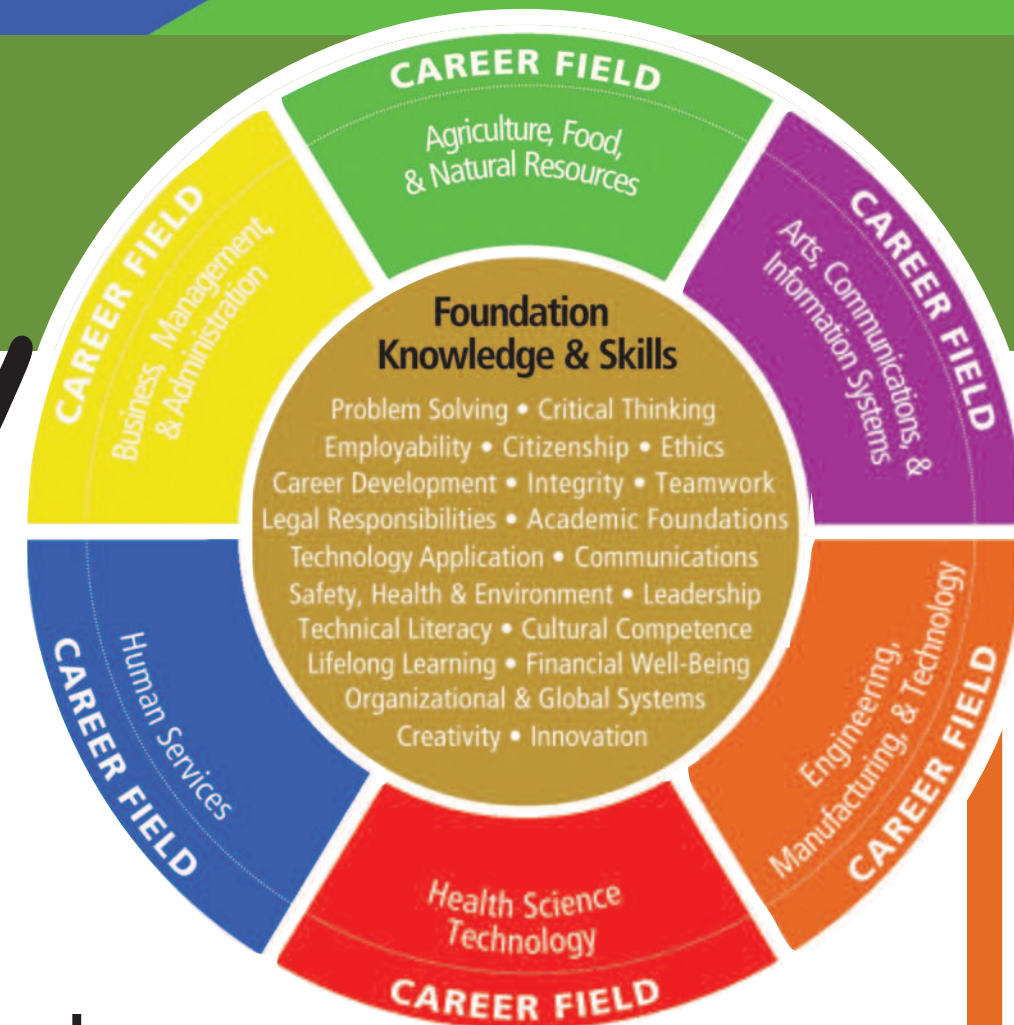 CAREER FIELD
Agriculture, Food,
& Natural Resources
CAREER FIELD
Arts, Communications, &
Information Systems
CAREER FIELD
Engineering,
Manufacturing, & Technology
CAREER FIELD
Health Science
Technology
CAREER FIELD
Human Services
CAREER FIELD
Business, Management,
& Administration
CAREER FIELD
Foundation
Knowledge & Skills
Problem Solving • Critical Thinking
Employability • Citizenship • Ethics
Career Development • Integrity • Teamwork
Legal Responsibilities • Academic Foundations
Technology Application • Communications
Safety, Health & Environment • Leadership
Technical Literacy • Cultural Competence
Lifelong Learning • Financial Well-Being
Organizational & Global Systems
Creativity • Innovation